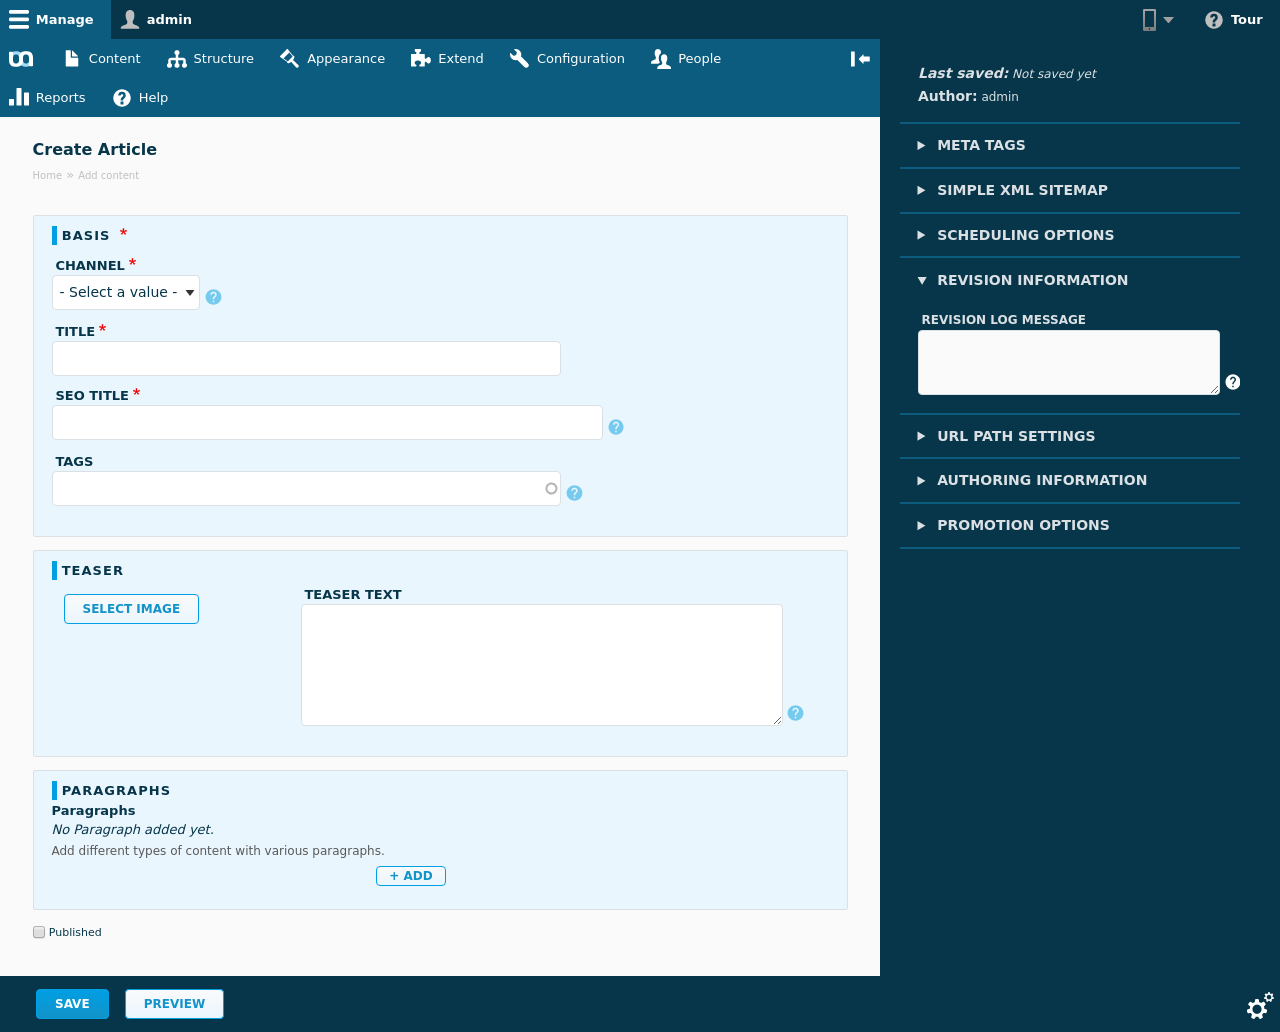 Manage
admin
Tour
Content
Structure
Appearance
Extend
Configuration
People
Reports
Help
Create Article
Home » Add content
BASIS *
CHANNEL *
- Select a value -
TITLE *
SEO TITLE *
TAGS
TEASER
SELECT IMAGE
TEASER TEXT
PARAGRAPHS
Paragraphs
No Paragraph added yet.
Add different types of content with various paragraphs.
+ ADD
Published
SAVE
PREVIEW
Last saved: Not saved yet
Author: admin
META TAGS
SIMPLE XML SITEMAP
SCHEDULING OPTIONS
REVISION INFORMATION
REVISION LOG MESSAGE
URL PATH SETTINGS
AUTHORING INFORMATION
PROMOTION OPTIONS